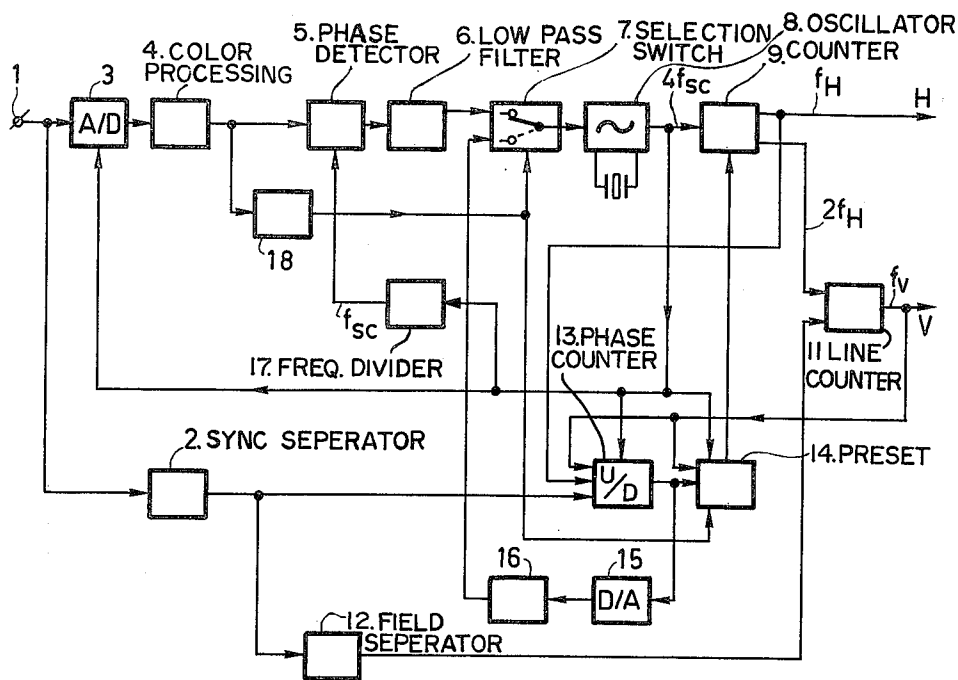 1
3
A/D
4. COLOR
PROCESSING
5. PHASE
DETECTOR
6. LOW PASS
FILTER
7. SELECTION
SWITCH
8. OSCILLATOR
9. COUNTER
4fsc
fH
H
2fH
18
fsc
17. FREQ. DIVIDER
13. PHASE
COUNTER
fv
V
11 LINE
COUNTER
2. SYNC SEPERATOR
U/D
14. PRESET
16
15
D/A
12. FIELD
SEPERATOR